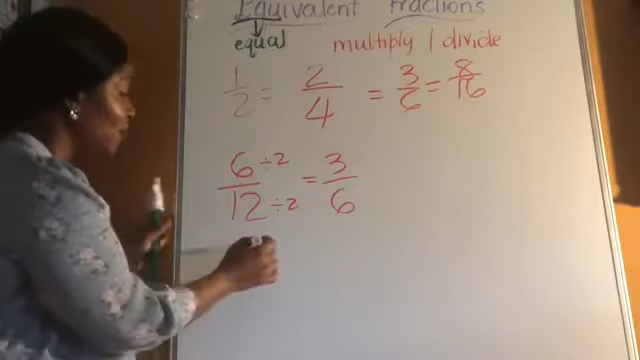 Equivalent Fractions
equal multiply / divide
1/2 = 2/4 = 3/6 = 8/16
6÷2/12÷2 = 3/6